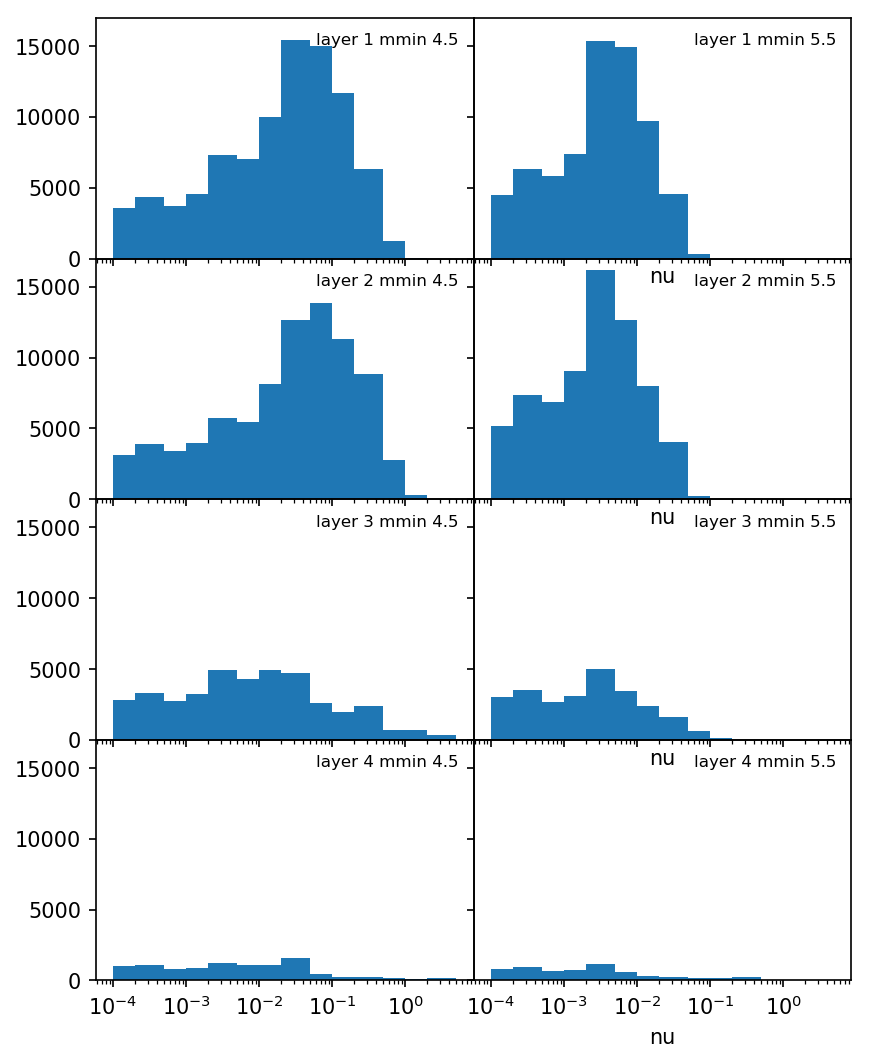 layer 1 mmin 4.5
layer 1 mmin 5.5
15000
10000
5000
0
nu
layer 2 mmin 4.5
layer 2 mmin 5.5
15000
10000
5000
0
nu
layer 3 mmin 4.5
layer 3 mmin 5.5
15000
10000
5000
0
nu
layer 4 mmin 4.5
layer 4 mmin 5.5
15000
10000
5000
0
10⁻⁴ 10⁻³ 10⁻² 10⁻¹ 10⁰ 10⁻⁴ 10⁻³ 10⁻² 10⁻¹ 10⁰
nu